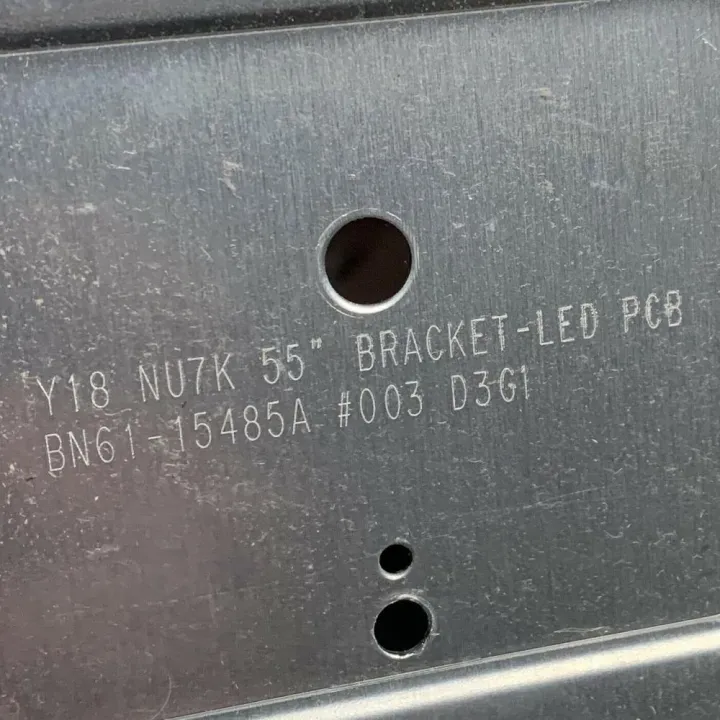 Y18 NU7K 55" BRACKET-LED PCB
BN61-15485A #003 D3G1